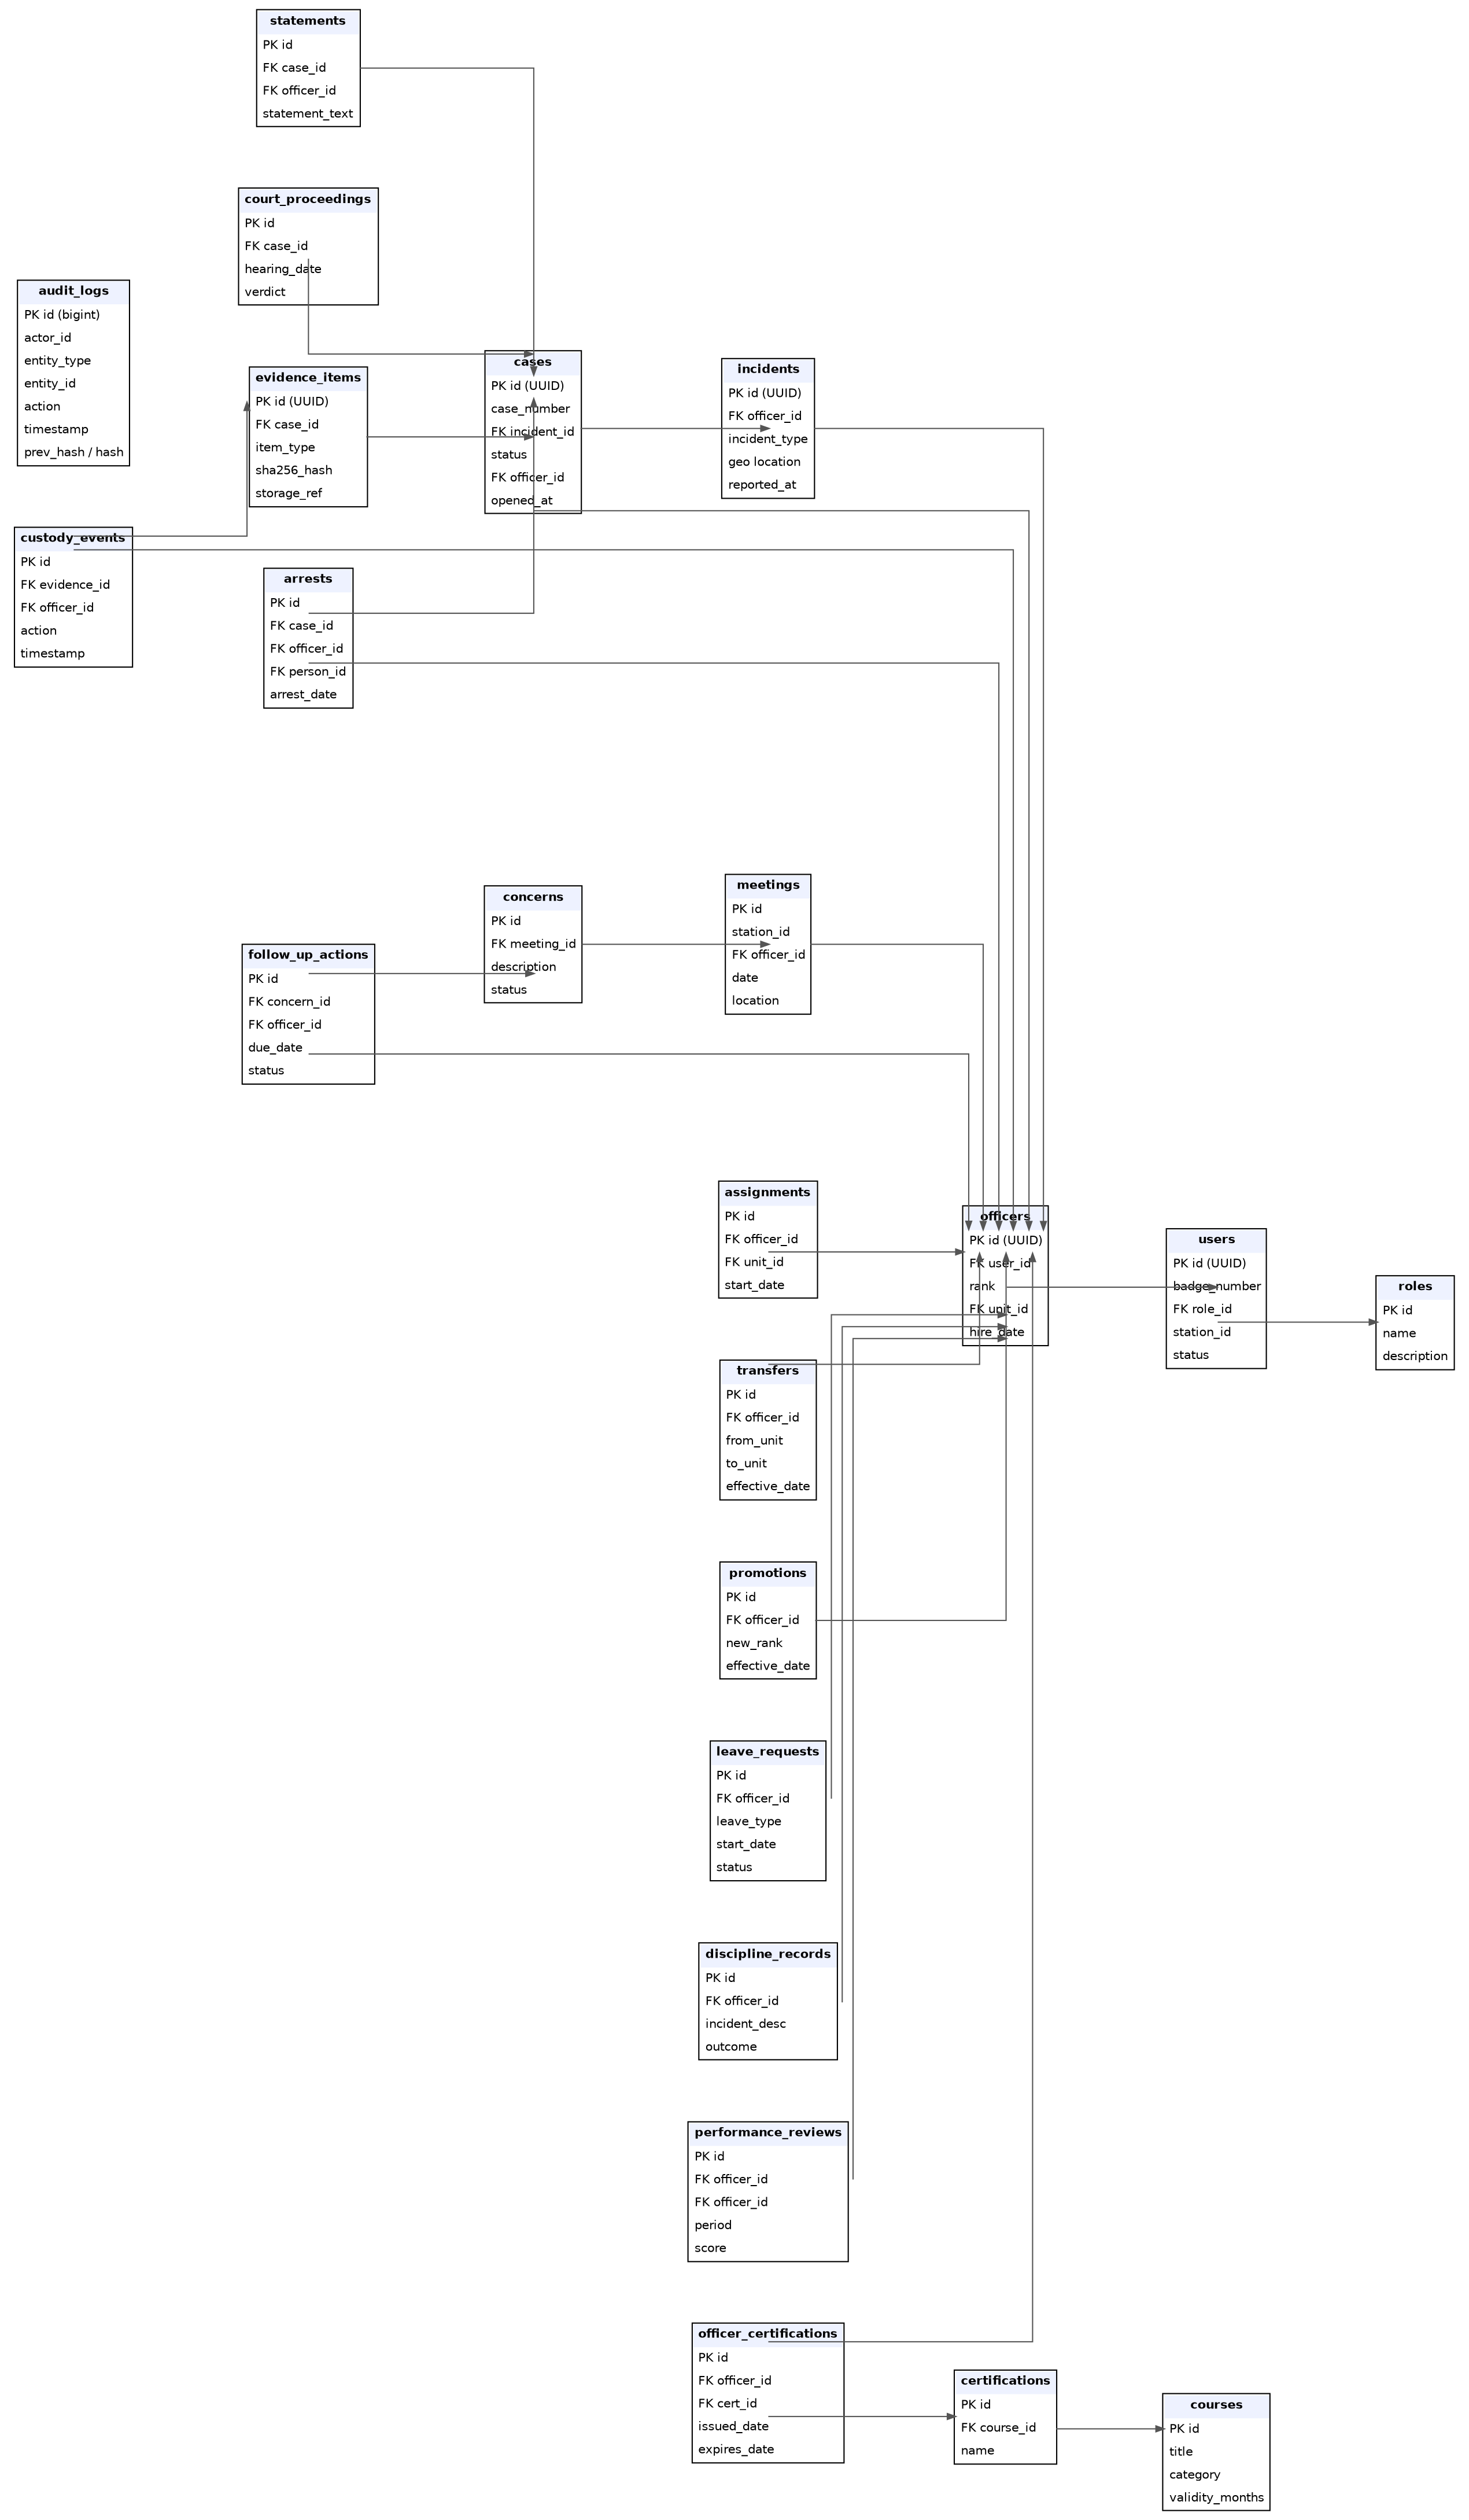 statements
PK id
FK case_id
FK officer_id
statement_text
court_proceedings
PK id
FK case_id
hearing_date
verdict
audit_logs
PK id (bigint)
actor_id
entity_type
entity_id
action
timestamp
prev_hash / hash
evidence_items
PK id (UUID)
FK case_id
item_type
sha256_hash
storage_ref
cases
PK id (UUID)
case_number
FK incident_id
status
FK officer_id
opened_at
incidents
PK id (UUID)
FK officer_id
incident_type
geo location
reported_at
custody_events
PK id
FK evidence_id
FK officer_id
action
timestamp
arrests
PK id
FK case_id
FK officer_id
FK person_id
arrest_date
follow_up_actions
PK id
FK concern_id
FK officer_id
due_date
status
concerns
PK id
FK meeting_id
description
status
meetings
PK id
station_id
FK officer_id
date
location
assignments
PK id
FK officer_id
FK unit_id
start_date
officers
PK id (UUID)
FK user_id
rank
FK unit_id
hire_date
users
PK id (UUID)
badge_number
FK role_id
station_id
status
roles
PK id
name
description
transfers
PK id
FK officer_id
from_unit
to_unit
effective_date
promotions
PK id
FK officer_id
new_rank
effective_date
leave_requests
PK id
FK officer_id
leave_type
start_date
status
discipline_records
PK id
FK officer_id
incident_desc
outcome
performance_reviews
PK id
FK officer_id
FK officer_id
period
score
officer_certifications
PK id
FK officer_id
FK cert_id
issued_date
expires_date
certifications
PK id
FK course_id
name
courses
PK id
title
category
validity_months